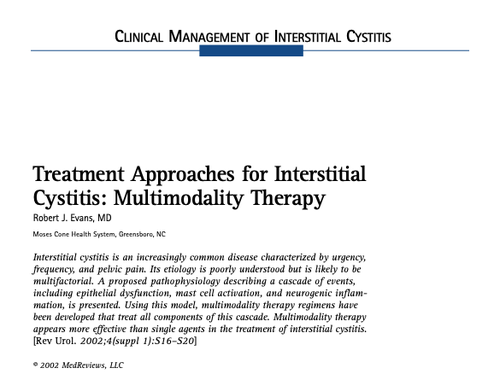 CLINICAL MANAGEMENT OF INTERSTITIAL CYSTITIS
Treatment Approaches for Interstitial
Cystitis: Multimodality Therapy
Robert J. Evans, MD
Moses Cone Health System, Greensboro, NC
Interstitial cystitis is an increasingly common disease characterized by urgency,
frequency, and pelvic pain. Its etiology is poorly understood but is likely to be
multifactorial. A proposed pathophysiology describing a cascade of events,
including epithelial dysfunction, mast cell activation, and neurogenic inflam-
mation, is presented. Using this model, multimodality therapy regimens have
been developed that treat all components of this cascade. Multimodality therapy
appears more effective than single agents in the treatment of interstitial cystitis.
[Rev Urol. 2002;4(suppl 1):S16–S20]
© 2002 MedReviews, LLC